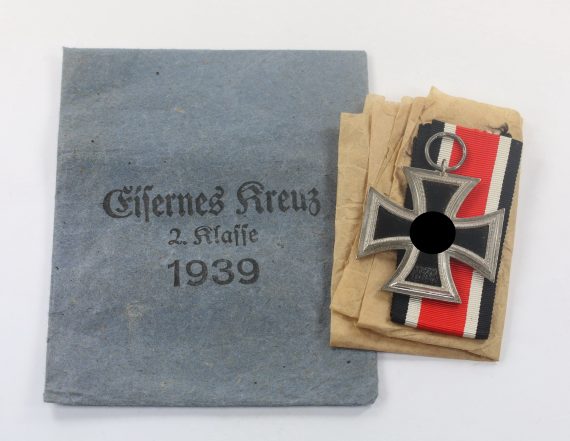 Eisernes Kreuz
2. Klasse
1939